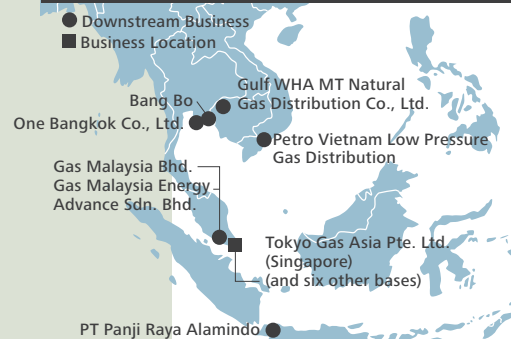 Downstream Business
Business Location
Gulf WHA MT Natural
Gas Distribution Co., Ltd.
Bang Bo
One Bangkok Co., Ltd.
Petro Vietnam Low Pressure
Gas Distribution
Gas Malaysia Bhd.
Gas Malaysia Energy
Advance Sdn. Bhd.
Tokyo Gas Asia Pte. Ltd.
(Singapore)
(and six other bases)
PT Panji Raya Alamindo